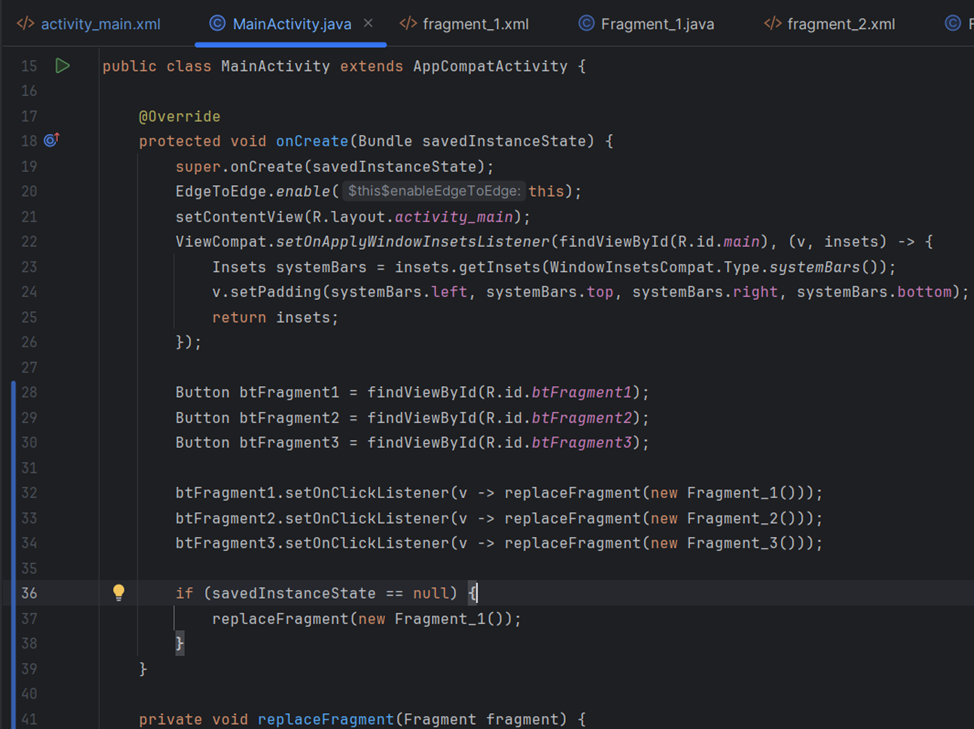 </> activity_main.xml © MainActivity.java × </> fragment_1.xml © Fragment_1.java </> fragment_2.xml ©
15 public class MainActivity extends AppCompatActivity {
16
17 @Override
18 protected void onCreate(Bundle savedInstanceState) {
19 super.onCreate(savedInstanceState);
20 EdgeToEdge.enable( $this$enableEdgeToEdge: this);
21 setContentView(R.layout.activity_main);
22 ViewCompat.setOnApplyWindowInsetsListener(findViewById(R.id.main), (v, insets) -> {
23 Insets systemBars = insets.getInsets(WindowInsetsCompat.Type.systemBars());
24 v.setPadding(systemBars.left, systemBars.top, systemBars.right, systemBars.bottom);
25 return insets;
26 });
27
28 Button btFragment1 = findViewById(R.id.btFragment1);
29 Button btFragment2 = findViewById(R.id.btFragment2);
30 Button btFragment3 = findViewById(R.id.btFragment3);
31
32 btFragment1.setOnClickListener(v -> replaceFragment(new Fragment_1()));
33 btFragment2.setOnClickListener(v -> replaceFragment(new Fragment_2()));
34 btFragment3.setOnClickListener(v -> replaceFragment(new Fragment_3()));
35
36 if (savedInstanceState == null) {
37 replaceFragment(new Fragment_1());
38 }
39 }
40
41 private void replaceFragment(Fragment fragment) {